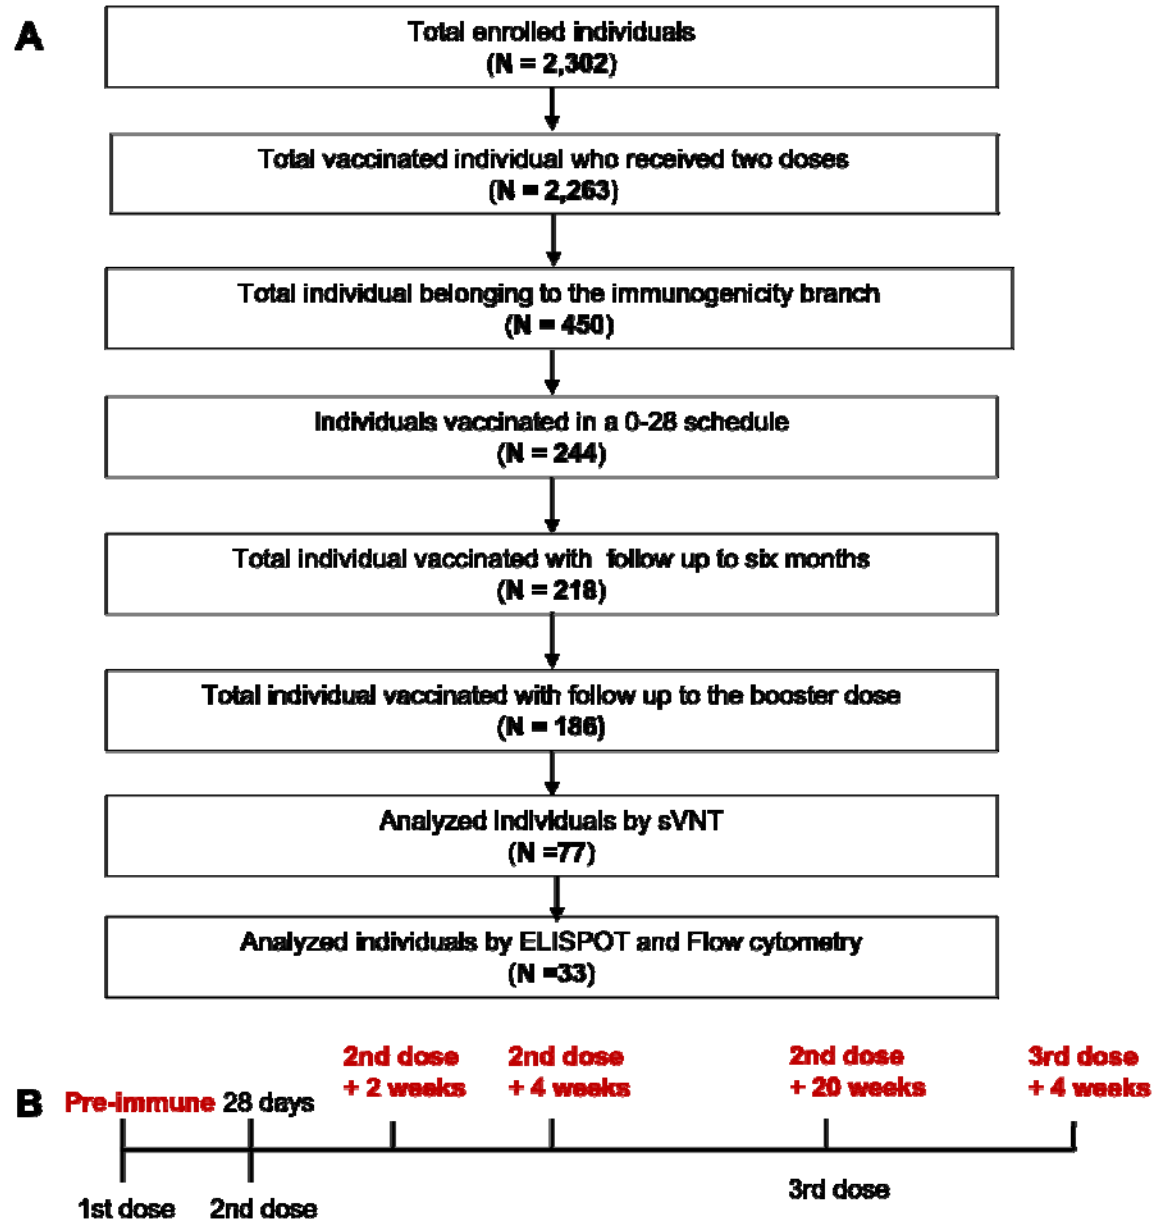 A
Total enrolled individuals
(N = 2,302)
Total vaccinated individual who received two doses
(N = 2,263)
Total individual belonging to the immunogenicity branch
(N = 450)
Individuals vaccinated in a 0-28 schedule
(N = 244)
Total individual vaccinated with follow up to six months
(N = 218)
Total individual vaccinated with follow up to the booster dose
(N = 186)
Analyzed individuals by sVNT
(N =77)
Analyzed individuals by ELISPOT and Flow cytometry
(N =33)
B
Pre-immune
28 days
2nd dose
+ 2 weeks
2nd dose
+ 4 weeks
2nd dose
+ 20 weeks
3rd dose
+ 4 weeks
1st dose
2nd dose
3rd dose